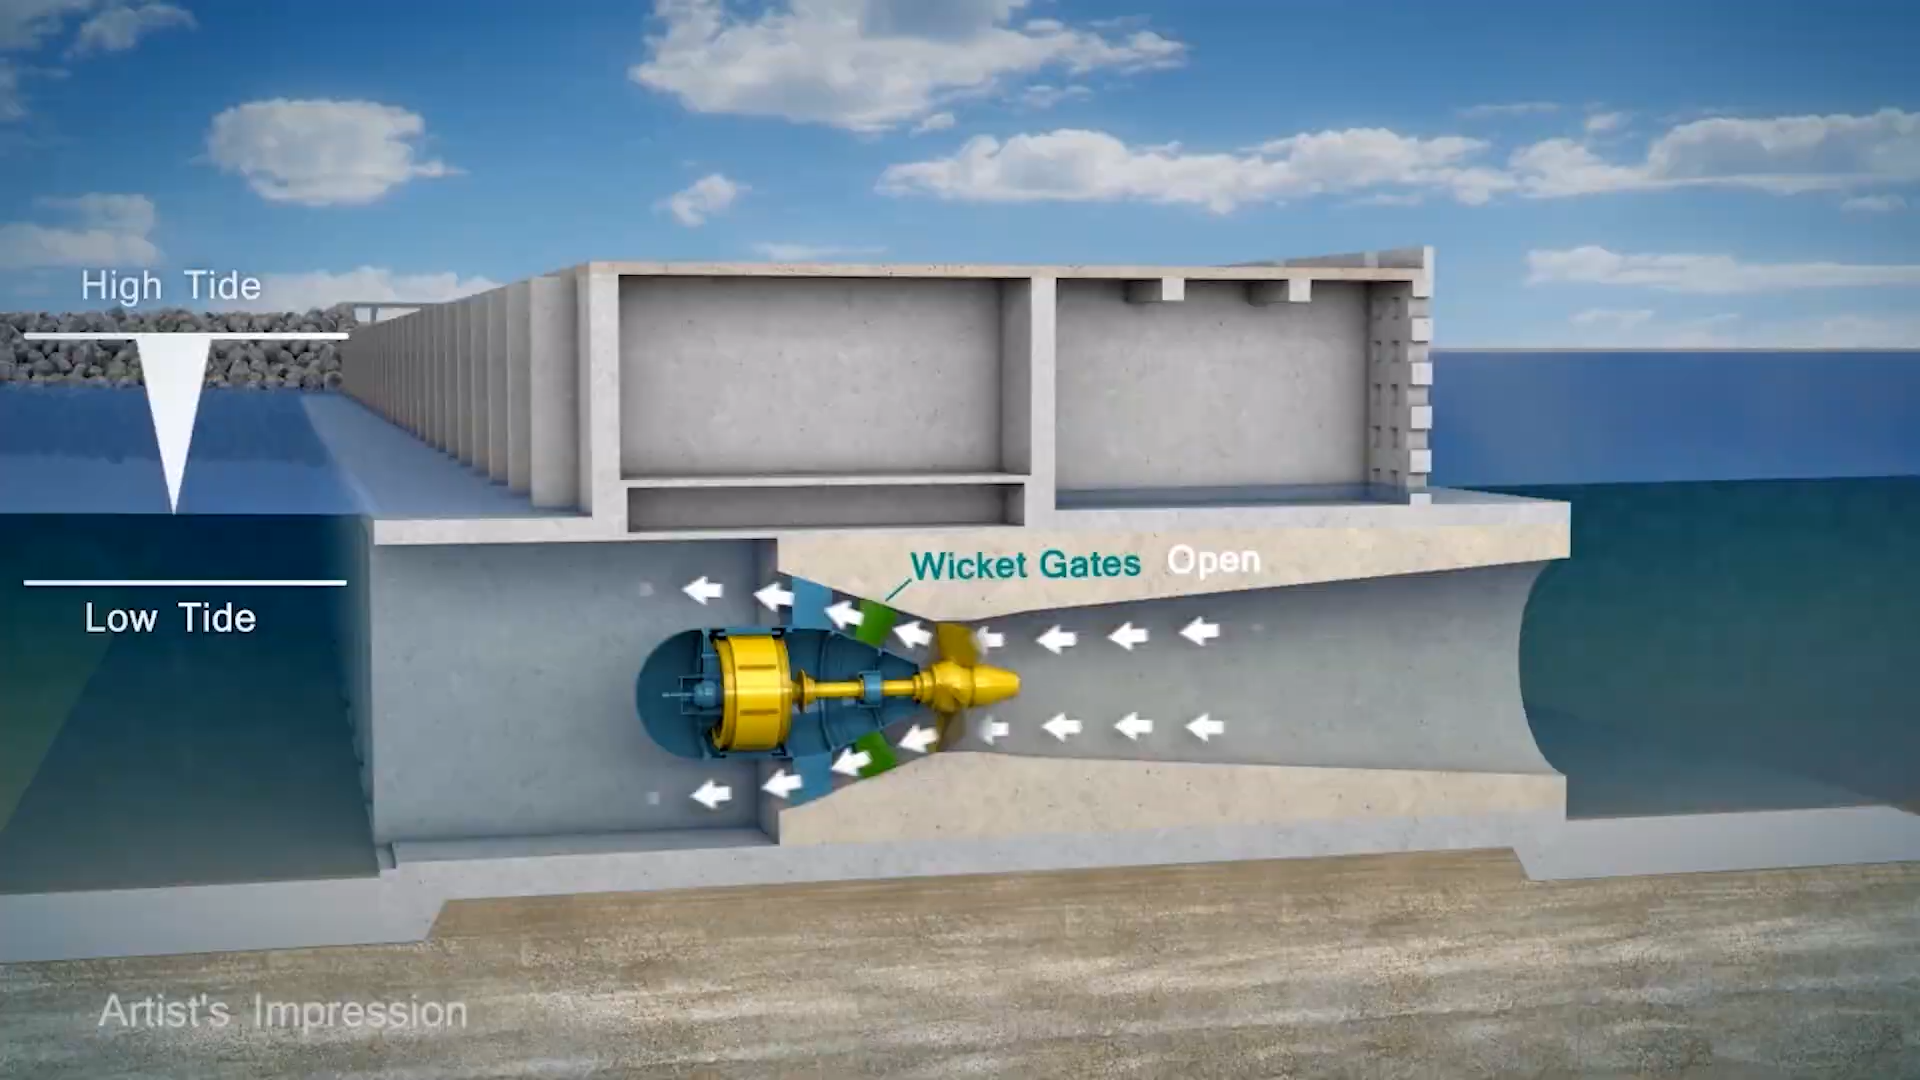 High Tide
Wicket Gates Open
Low Tide
Artist's Impression